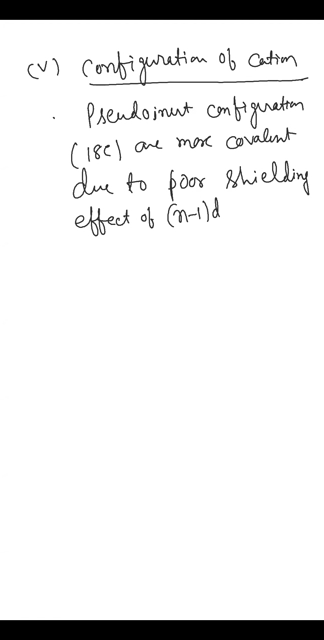 (V) Configuration of Cation
. Pseudoinert configuration
(18e) are more covalent
due to poor shielding
effect of (n-1)d